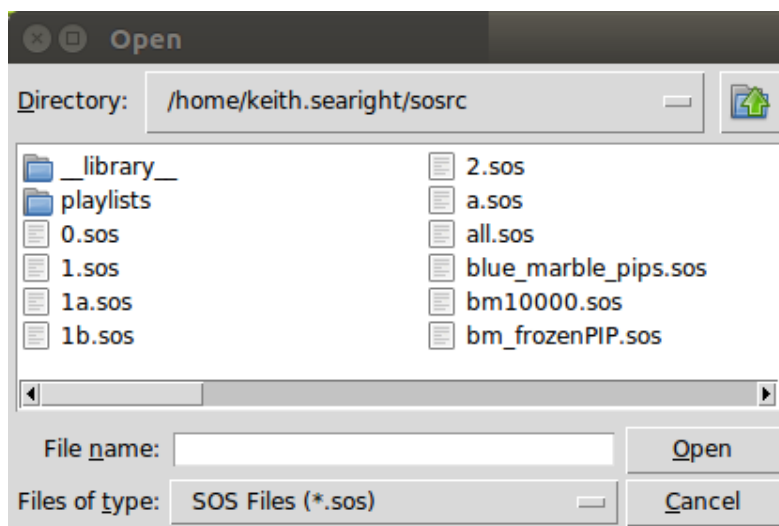 Open
Directory: /home/keith.searight/sosrc
__library__
playlists
0.sos
1.sos
1a.sos
1b.sos
2.sos
a.sos
all.sos
blue_marble_pips.sos
bm10000.sos
bm_frozenPIP.sos
File name: Open
Files of type: SOS Files (*.sos) Cancel